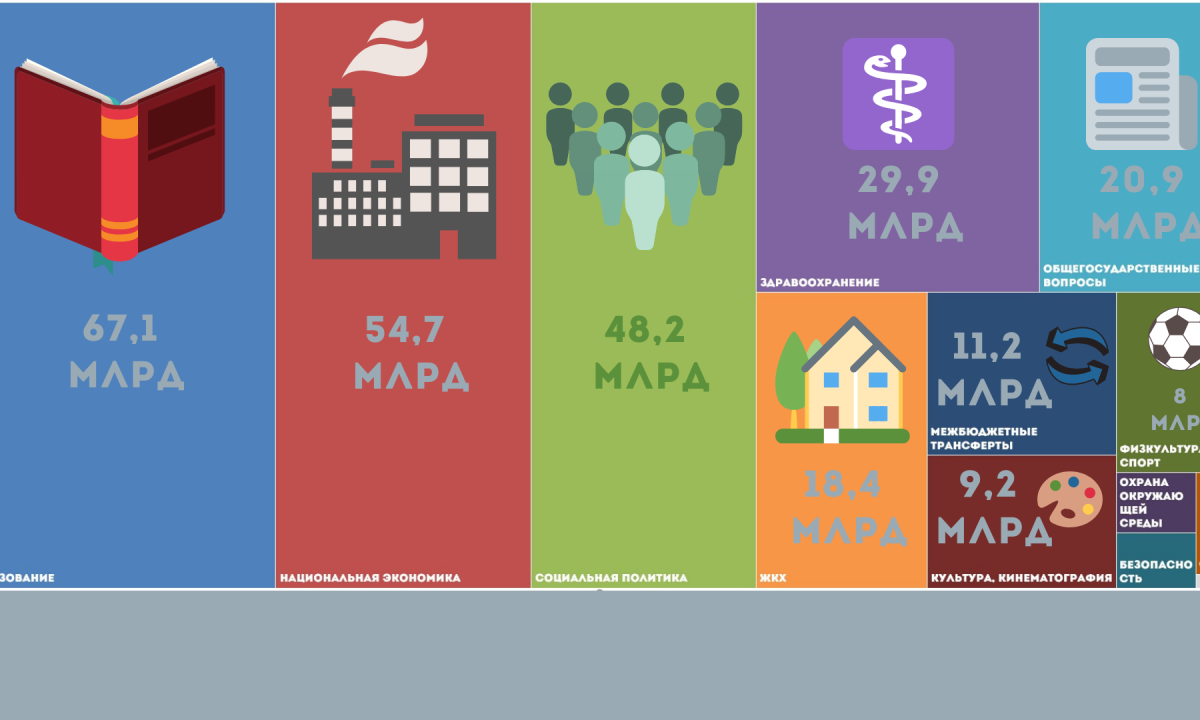 67,1
МЛРД
ЗОВАНИЕ
54,7
МЛРД
НАЦИОНАЛЬНАЯ ЭКОНОМИКА
48,2
МЛРД
СОЦИАЛЬНАЯ ПОЛИТИКА
29,9
МЛРД
ЗДРАВООХРАНЕНИЕ
20,9
МЛРД
ОБЩЕГОСУДАРСТВЕННЫЕ
ВОПРОСЫ
18,4
МЛРД
ЖКХ
11,2
МЛРД
МЕЖБЮДЖЕТНЫЕ
ТРАНСФЕРТЫ
9,2
МЛРД
КУЛЬТУРА, КИНЕМАТОГРАФИЯ
8
МЛР
ФИЗКУЛЬТУРА
СПОРТ
ОХРАНА
ОКРУЖАЮ
ЩЕЙ
СРЕДЫ
БЕЗОПАСНО
СТЬ